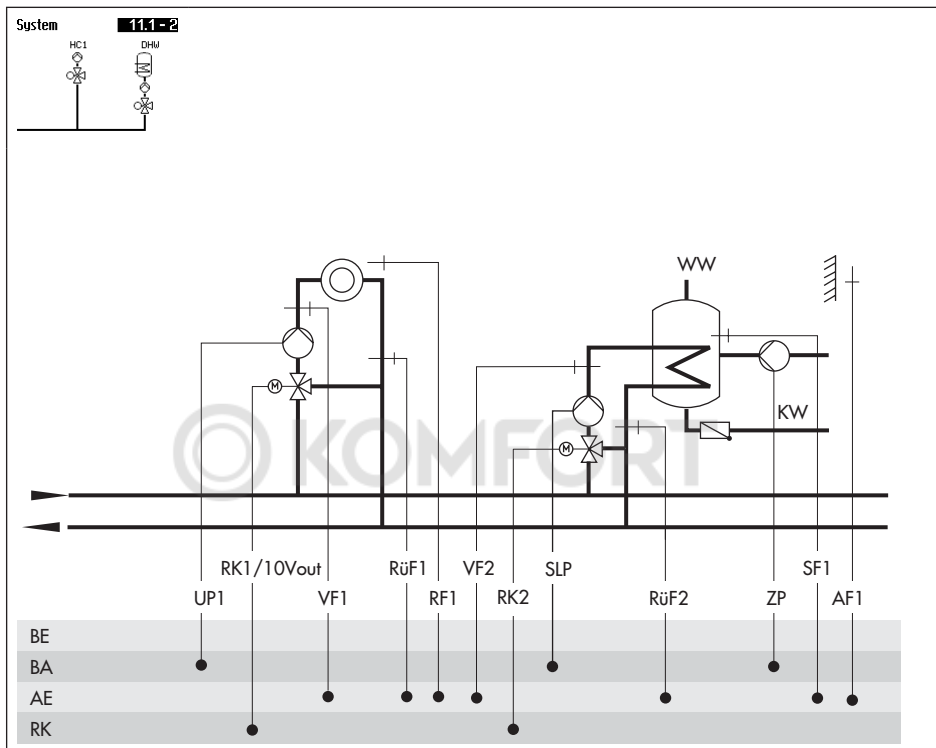 System 11.1 - 2
HC1 DHW
WW
KW
M
M
KOMFORT
RK1/10Vout RüF1 VF2 SLP SF1
UP1 VF1 RF1 RK2 RüF2 ZP AF1
BE
BA
AE
RK